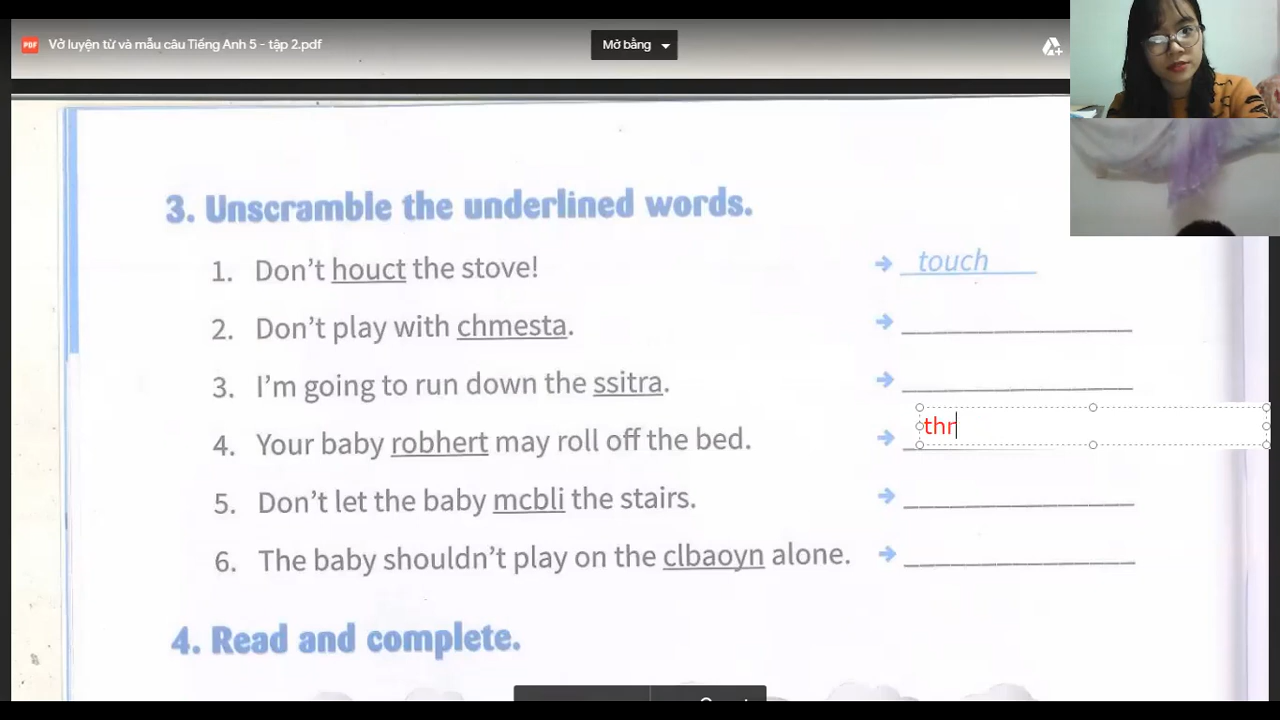 PDF Vở luyện từ và mẫu câu Tiếng Anh 5 - tập 2.pdf
Mở bằng
3. Unscramble the underlined words.
1. Don't houct the stove! → touch
2. Don't play with chmesta. →
3. I'm going to run down the ssitra. →
4. Your baby robhert may roll off the bed. → thr
5. Don't let the baby mcbli the stairs. →
6. The baby shouldn't play on the clbaoyn alone. →
4. Read and complete.